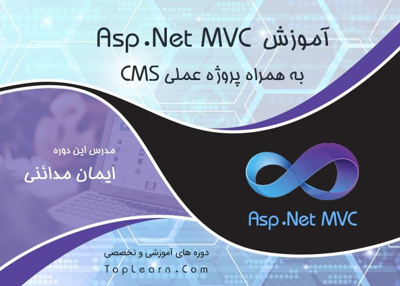 آموزش Asp.Net MVC
به همراه پروژه عملی CMS
مدرس این دوره
ایمان مدائنی
Asp.Net MVC
دوره های آموزشی و تخصصی
TopLearn.Com